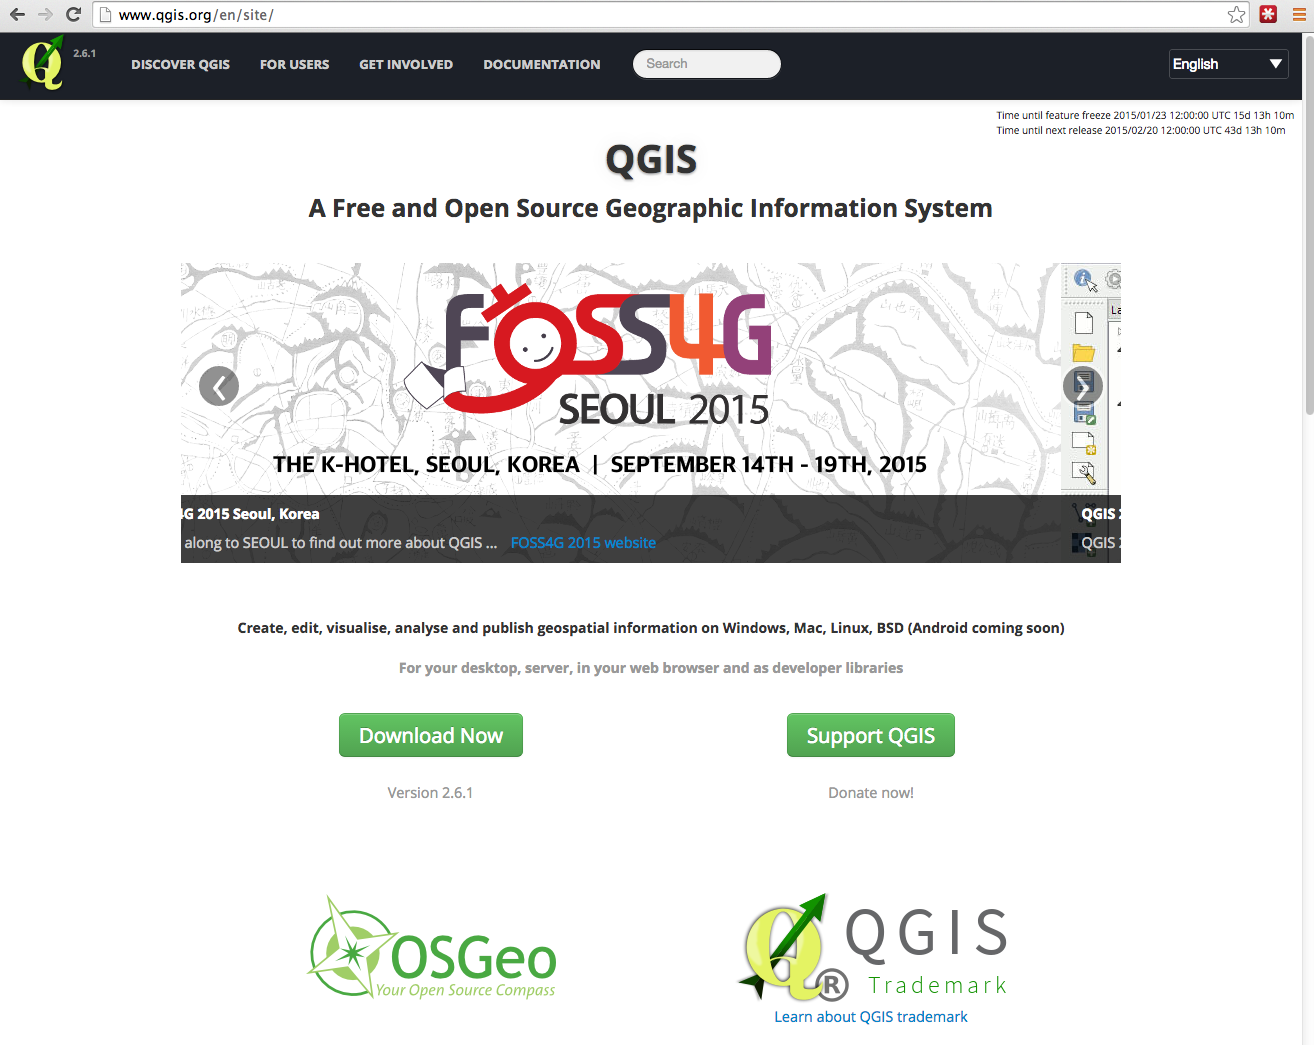 www.qgis.org/en/site/
2.6.1
DISCOVER QGIS
FOR USERS
GET INVOLVED
DOCUMENTATION
Search
English
Time until feature freeze 2015/01/23 12:00:00 UTC 15d 13h 10m
Time until next release 2015/02/20 12:00:00 UTC 43d 13h 10m
QGIS
A Free and Open Source Geographic Information System
FOSS4G
SEOUL 2015
THE K-HOTEL, SEOUL, KOREA | SEPTEMBER 14TH - 19TH, 2015
La
4G 2015 Seoul, Korea
QGIS 2
along to SEOUL to find out more about QGIS ... FOSS4G 2015 website
QGIS 2
Create, edit, visualise, analyse and publish geospatial information on Windows, Mac, Linux, BSD (Android coming soon)
For your desktop, server, in your web browser and as developer libraries
Download Now
Support QGIS
Version 2.6.1
Donate now!
OSGeo
Your Open Source Compass
QGIS
®
Trademark
Learn about QGIS trademark